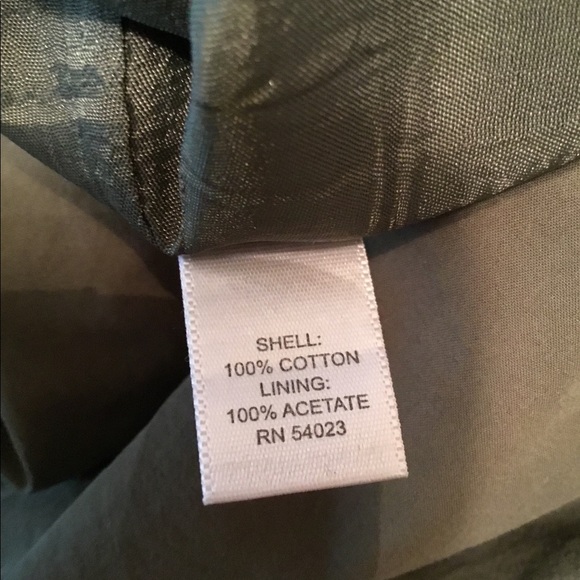 SHELL:
100% COTTON
LINING:
100% ACETATE
RN 54023